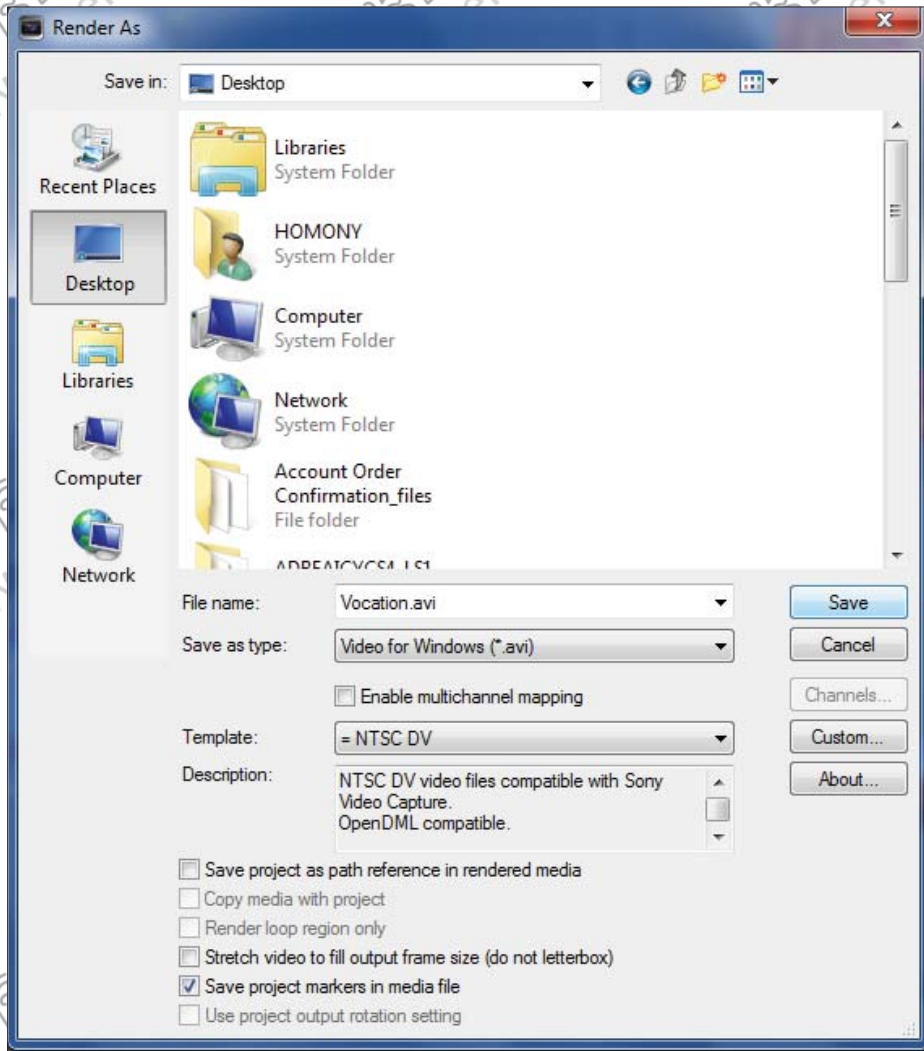 Render As
Save in:
Desktop
Recent Places
Desktop
Libraries
Computer
Network
Libraries
System Folder
HOMONY
System Folder
Computer
System Folder
Network
System Folder
Account Order
Confirmation_files
File folder
File name:
Vocation.avi
Save
Save as type:
Video for Windows (*.avi)
Cancel
Enable multichannel mapping
Channels...
Template:
= NTSC DV
Custom...
Description:
NTSC DV video files compatible with Sony
Video Capture.
OpenDML compatible.
About...
Save project as path reference in rendered media
Copy media with project
Render loop region only
Stretch video to fill output frame size (do not letterbox)
Save project markers in media file
Use project output rotation setting